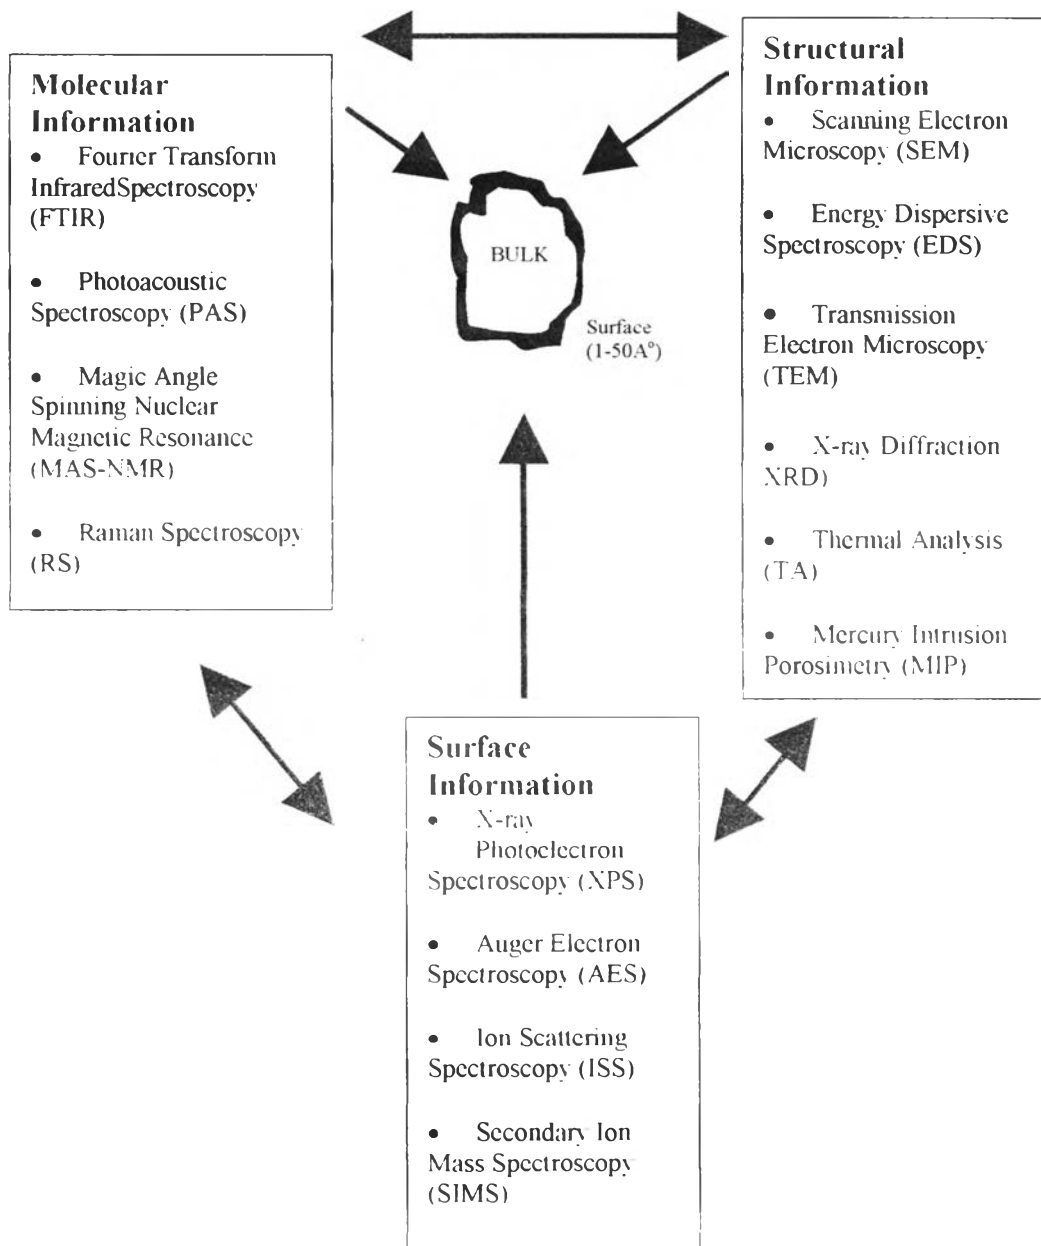 Molecular
Information
• Fourier Transform
InfraredSpectroscopy
(FTIR)
• Photoacoustic
Spectroscopy (PAS)
• Magic Angle
Spinning Nuclear
Magnetic Resonance
(MAS-NMR)
• Raman Spectroscopy
(RS)
BULK
Surface
(1-50A°)
Structural
Information
• Scanning Electron
Microscopy (SEM)
• Energy Dispersive
Spectroscopy (EDS)
• Transmission
Electron Microscopy
(TEM)
• X-ray Diffraction
XRD)
• Thermal Analysis
(TA)
• Mercury Intrusion
Porosimetry (MIP)
Surface
Information
• X-ray
Photoelectron
Spectroscopy (XPS)
• Auger Electron
Spectroscopy (AES)
• Ion Scattering
Spectroscopy (ISS)
• Secondary Ion
Mass Spectroscopy
(SIMS)